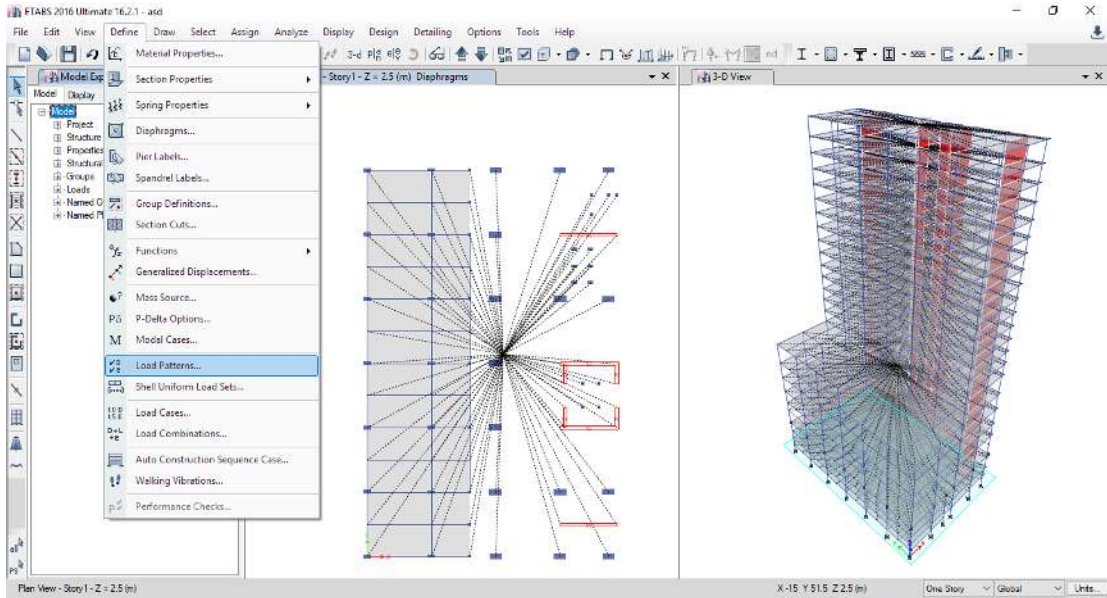 ETABS 2016 Ultimate 16.2.1 - asd
File Edit View Define Draw Select Assign Analyze Display Design Detailing Options Tools Help
Model Exp
- Story1 - Z = 2.5 (m) Diaphragms
3-D View
Model Display
Model
Project
Structure
Properties
Structural
Groups
Loads
Named O
Named Pl
Material Properties...
Section Properties
Spring Properties
Diaphragms...
Pier Labels...
Spandrel Labels...
Group Definitions...
Section Cuts...
Functions
Generalized Displacements...
Mass Source...
P-Delta Options...
Modal Cases...
Load Patterns...
Shell Uniform Load Sets...
Load Cases...
Load Combinations...
Auto Construction Sequence Case...
Walking Vibrations...
Performance Checks...
Plan View - Story1 - Z = 2.5 (m)
X -15 Y 51.5 Z 2.5 (m)
One Story
Global
Units...